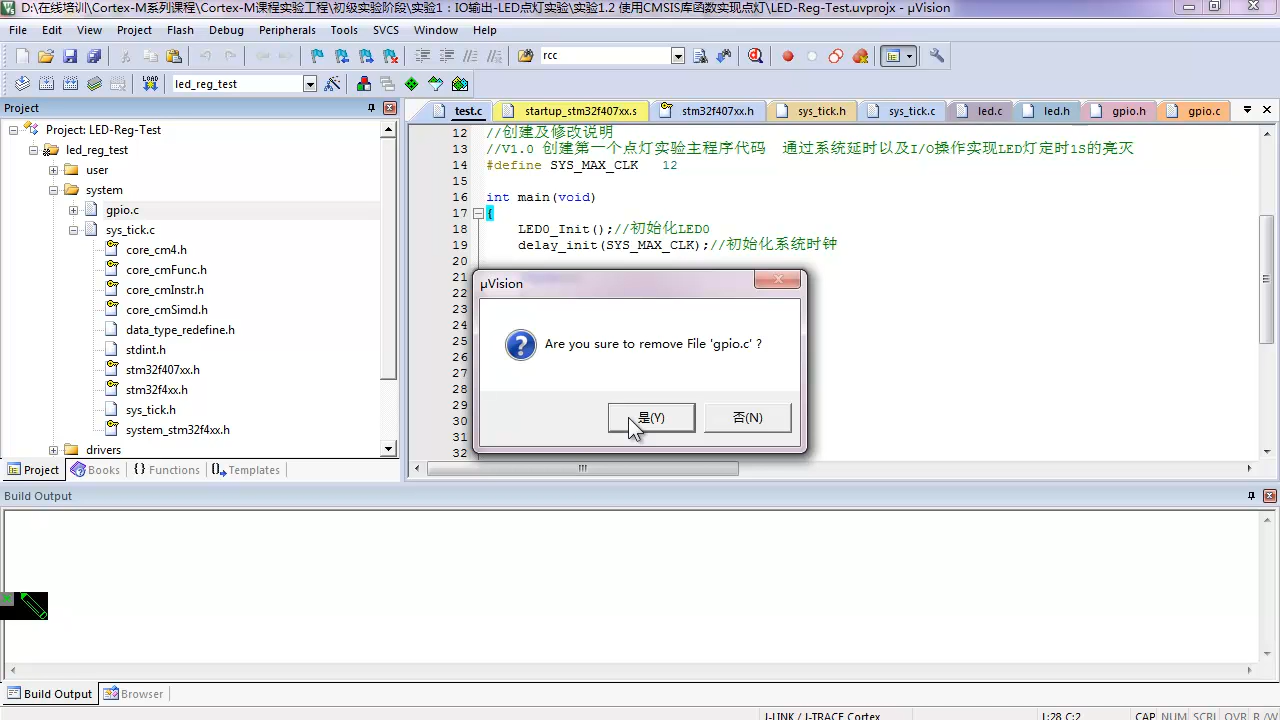 D:\在线培训\Cortex-M系列课程\Cortex-M课程实验工程\初级实验阶段\实验1：IO输出-LED点灯实验\实验1.2 使用CMSIS库函数实现点灯\LED-Reg-Test.uvprojx - µVision
File Edit View Project Flash Debug Peripherals Tools SVCS Window Help
rcc
LOAD led_reg_test
Project
test.c startup_stm32f407xx.s stm32f407xx.h sys_tick.h sys_tick.c led.c led.h gpio.h gpio.c
Project: LED-Reg-Test
led_reg_test
user
system
gpio.c
sys_tick.c
core_cm4.h
core_cmFunc.h
core_cmInstr.h
core_cmSimd.h
data_type_redefine.h
stdint.h
stm32f407xx.h
stm32f4xx.h
sys_tick.h
system_stm32f4xx.h
drivers
Project Books Functions Templates
12 //创建及修改说明
13 //V1.0 创建第一个点灯实验主程序代码 通过系统延时以及I/O操作实现LED灯定时1S的亮灭
14 #define SYS_MAX_CLK 12
15
16 int main(void)
17 {
18 LED0_Init();//初始化LED0
19 delay_init(SYS_MAX_CLK);//初始化系统时钟
20
21
22
23
24
25
26
27
28
29
30
31
32
µVision
Are you sure to remove File 'gpio.c' ?
是(Y) 否(N)
Build Output
Build Output Browser
J-LINK / J-TRACE Cortex L:28 C:2 CAP NUM SCRL OVR R/W